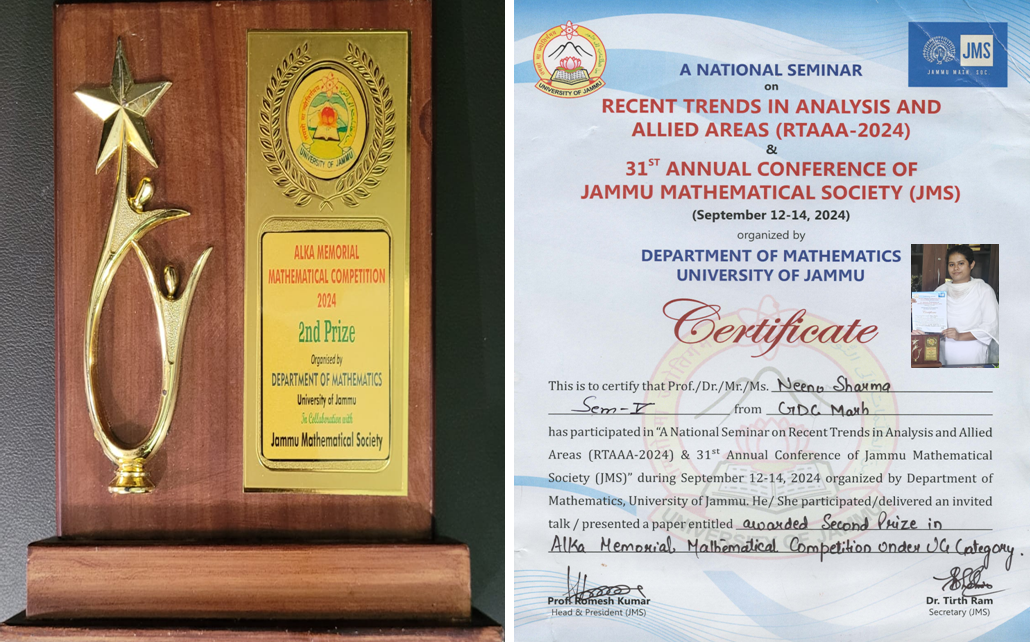 UNIVERSITY OF JAMMU
ALKA MEMORIAL
MATHEMATICAL COMPETITION
2024
2nd Prize
Organised by
DEPARTMENT OF MATHEMATICS
University of Jammu
In Collaboration with
Jammu Mathematical Society
UNIVERSITY OF JAMMU
JMS
JAMMU MATH. SOC.
A NATIONAL SEMINAR
on
RECENT TRENDS IN ANALYSIS AND
ALLIED AREAS (RTAAA-2024)
&
31ST ANNUAL CONFERENCE OF
JAMMU MATHEMATICAL SOCIETY (JMS)
(September 12-14, 2024)
organized by
DEPARTMENT OF MATHEMATICS
UNIVERSITY OF JAMMU
Certificate
This is to certify that Prof./Dr./Mr./Ms. Neenu Sharma
Sem-V from GDC Marh
has participated in "A National Seminar on Recent Trends in Analysis and Allied
Areas (RTAAA-2024) & 31st Annual Conference of Jammu Mathematical
Society (JMS)" during September 12-14, 2024 organized by Department of
Mathematics, University of Jammu. He/ She participated/delivered an invited
talk / presented a paper entitled awarded Second Prize in
Alka Memorial Mathematical Competition under UG Category.
Prof. Romesh Kumar
Head & President (JMS)
Dr. Tirth Ram
Secretary (JMS)